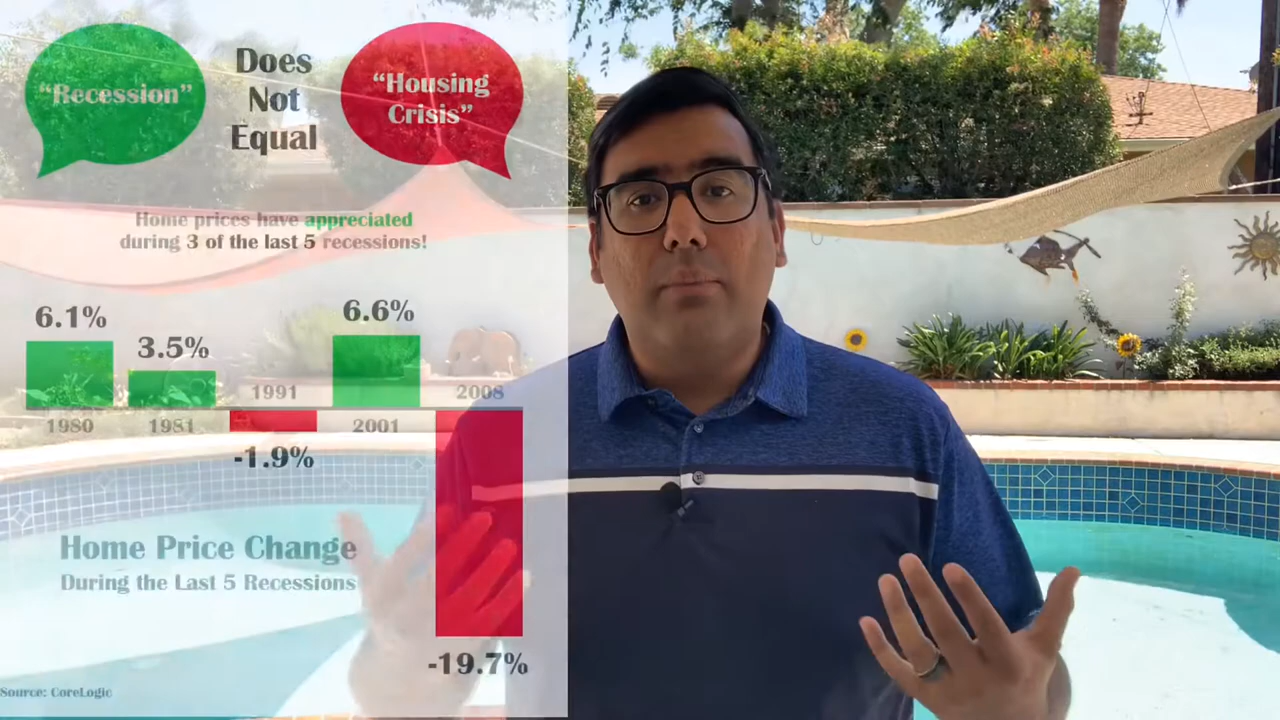 “Recession”
Does
Not
Equal
“Housing
Crisis”
Home prices have appreciated
during 3 of the last 5 recessions!
6.1%
3.5%
6.6%
1991
2008
1980
1981
2001
-1.9%
Home Price Change
During the Last 5 Recessions
-19.7%
Source: CoreLogic